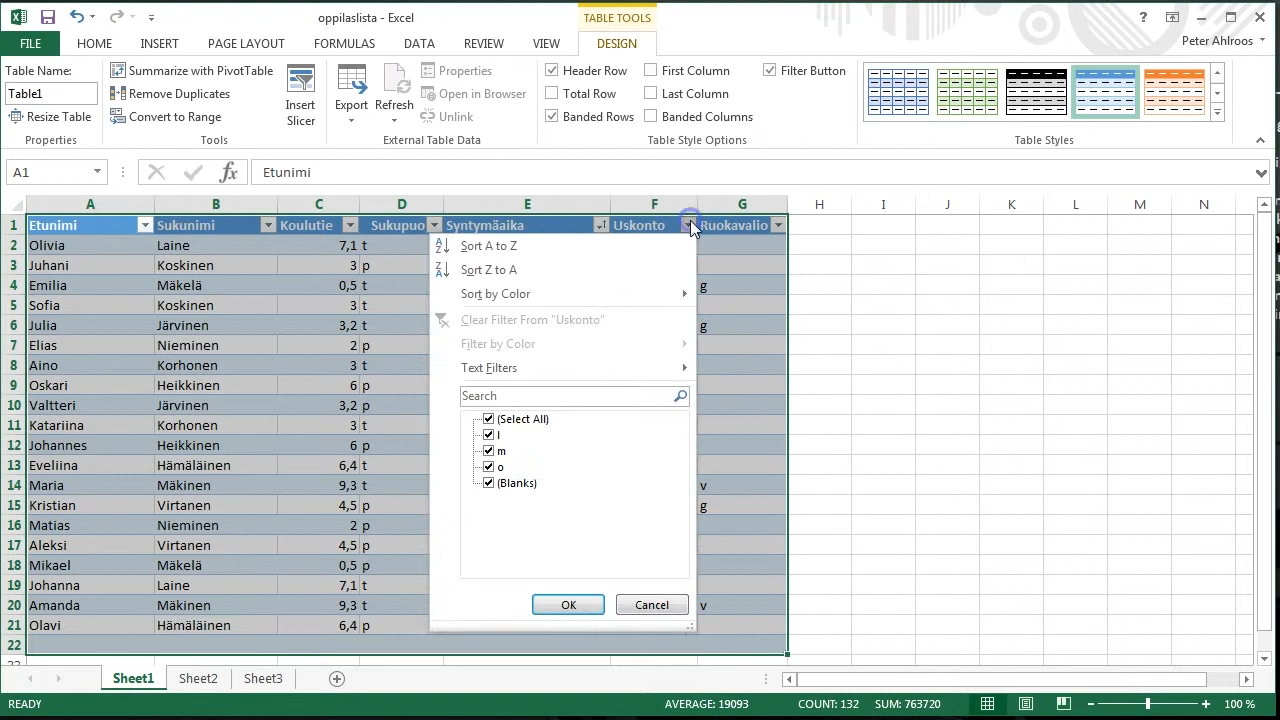 oppilaslista - Excel
TABLE TOOLS
FILE HOME INSERT PAGE LAYOUT FORMULAS DATA REVIEW VIEW DESIGN Peter Ahlroos
Table Name:
Table1
Resize Table
Properties
Summarize with PivotTable
Remove Duplicates
Convert to Range
Tools
Insert
Slicer
Export Refresh
Properties
Open in Browser
Unlink
External Table Data
Header Row First Column Filter Button
Total Row Last Column
Banded Rows Banded Columns
Table Style Options
Table Styles
A1 fx Etunimi
A B C D E F G H I J K L M N
1 Etunimi Sukunimi Koulutie Sukupuo Syntymäaika Uskonto Ruokavalio
2 Olivia Laine 7,1 t
3 Juhani Koskinen 3 p
4 Emilia Mäkelä 0,5 t g
5 Sofia Koskinen 3 t
6 Julia Järvinen 3,2 t g
7 Elias Nieminen 2 p
8 Aino Korhonen 3 t
9 Oskari Heikkinen 6 p
10 Valtteri Järvinen 3,2 p
11 Katariina Korhonen 3 t
12 Johannes Heikkinen 6 p
13 Eveliina Hämäläinen 6,4 t
14 Maria Mäkinen 9,3 t v
15 Kristian Virtanen 4,5 p g
16 Matias Nieminen 2 p
17 Aleksi Virtanen 4,5 p
18 Mikael Mäkelä 0,5 p
19 Johanna Laine 7,1 t
20 Amanda Mäkinen 9,3 t v
21 Olavi Hämäläinen 6,4 p
22
Sort A to Z
Sort Z to A
Sort by Color
Clear Filter From "Uskonto"
Filter by Color
Text Filters
Search
(Select All)
l
m
o
(Blanks)
OK Cancel
Sheet1 Sheet2 Sheet3
READY AVERAGE: 19093 COUNT: 132 SUM: 763720 100 %